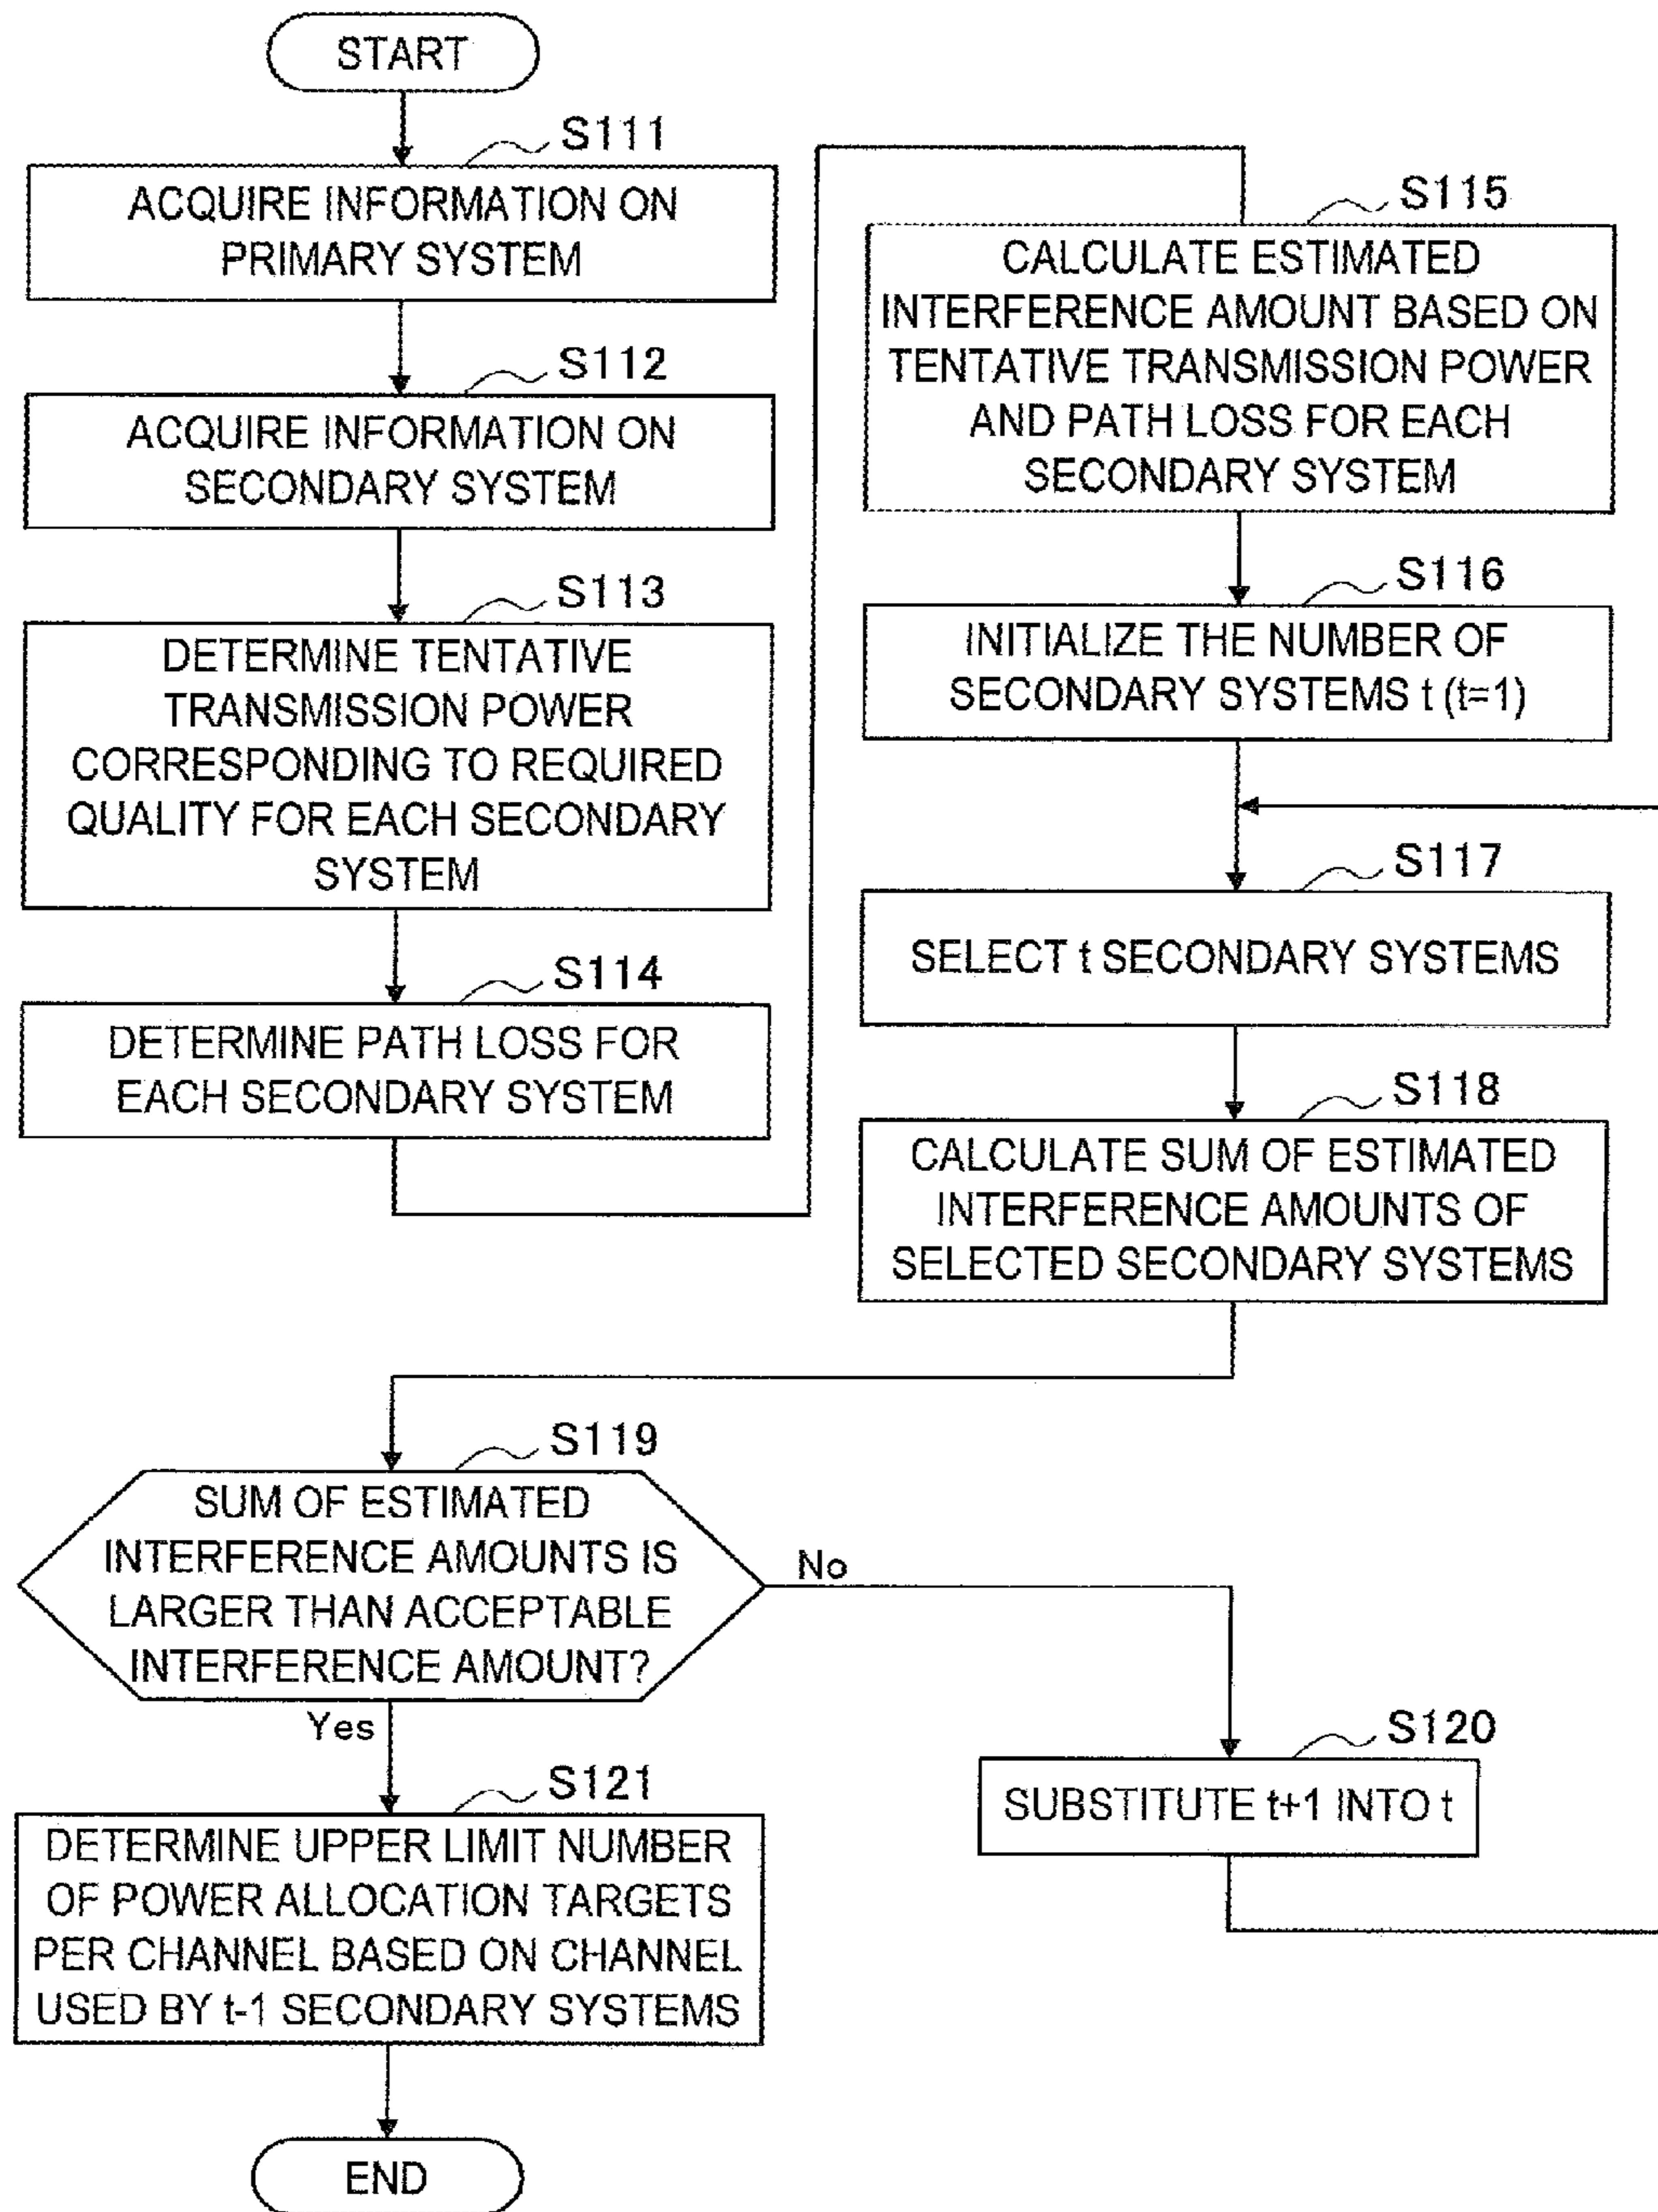 START
S111
ACQUIRE INFORMATION ON
PRIMARY SYSTEM
S112
ACQUIRE INFORMATION ON
SECONDARY SYSTEM
S113
DETERMINE TENTATIVE
TRANSMISSION POWER
CORRESPONDING TO REQUIRED
QUALITY FOR EACH SECONDARY
SYSTEM
S114
DETERMINE PATH LOSS FOR
EACH SECONDARY SYSTEM
S115
CALCULATE ESTIMATED
INTERFERENCE AMOUNT BASED ON
TENTATIVE TRANSMISSION POWER
AND PATH LOSS FOR EACH
SECONDARY SYSTEM
S116
INITIALIZE THE NUMBER OF
SECONDARY SYSTEMS t (t=1)
S117
SELECT t SECONDARY SYSTEMS
S118
CALCULATE SUM OF ESTIMATED
INTERFERENCE AMOUNTS OF
SELECTED SECONDARY SYSTEMS
S119
SUM OF ESTIMATED
INTERFERENCE AMOUNTS IS
LARGER THAN ACCEPTABLE
INTERFERENCE AMOUNT?
No
Yes
S120
SUBSTITUTE t+1 INTO t
S121
DETERMINE UPPER LIMIT NUMBER
OF POWER ALLOCATION TARGETS
PER CHANNEL BASED ON CHANNEL
USED BY t-1 SECONDARY SYSTEMS
END